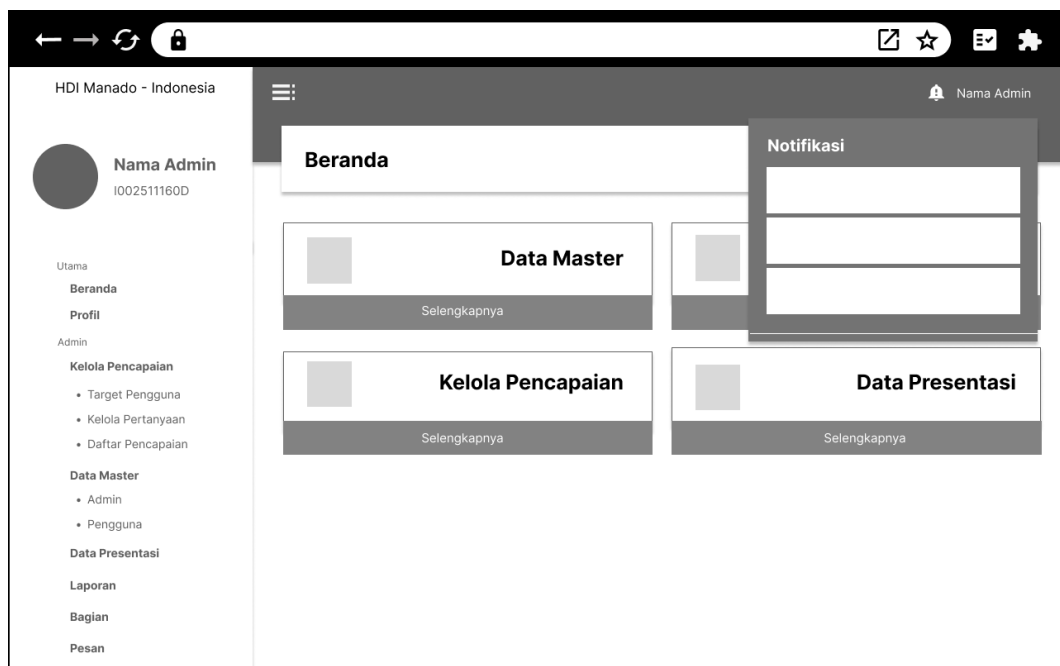 HDI Manado - Indonesia
Nama Admin
Nama Admin
I002511160D
Utama
Beranda
Profil
Admin
Kelola Pencapaian
• Target Pengguna
• Kelola Pertanyaan
• Daftar Pencapaian
Data Master
• Admin
• Pengguna
Data Presentasi
Laporan
Bagian
Pesan
Beranda
Notifikasi
Data Master
Selengkapnya
Kelola Pencapaian
Selengkapnya
Data Presentasi
Selengkapnya